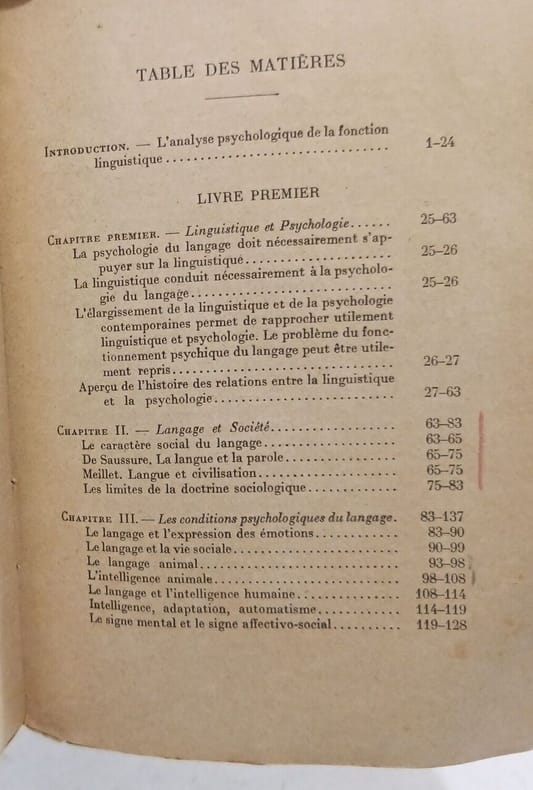 TABLE DES MATIÈRES
INTRODUCTION. — L'analyse psychologique de la fonction
linguistique .............................. 1-24
LIVRE PREMIER
CHAPITRE PREMIER. — Linguistique et Psychologie...... 25-63
La psychologie du langage doit nécessairement s'ap-
puyer sur la linguistique.................... 25-26
La linguistique conduit nécessairement à la psycholo-
gie du langage............................ 25-26
L'élargissement de la linguistique et de la psychologie
contemporaines permet de rapprocher utilement
linguistique et psychologie. Le problème du fonc-
tionnement psychique du langage peut être utile-
ment repris.............................. 26-27
Aperçu de l'histoire des relations entre la linguistique
et la psychologie......................... 27-63
CHAPITRE II. — Langage et Société.................. 63-83
Le caractère social du langage................... 63-65
De Saussure. La langue et la parole................ 65-75
Meillet. Langue et civilisation.................... 65-75
Les limites de la doctrine sociologique............. 75-83
CHAPITRE III. — Les conditions psychologiques du langage. 83-137
Le langage et l'expression des émotions............ 83-90
Le langage et la vie sociale...................... 90-99
Le langage animal............................ 93-98
L'intelligence animale......................... 98-108
Le langage et l'intelligence humaine............... 108-114
Intelligence, adaptation, automatisme............. 114-119
Le signe mental et le signe affectivo-social.......... 119-128